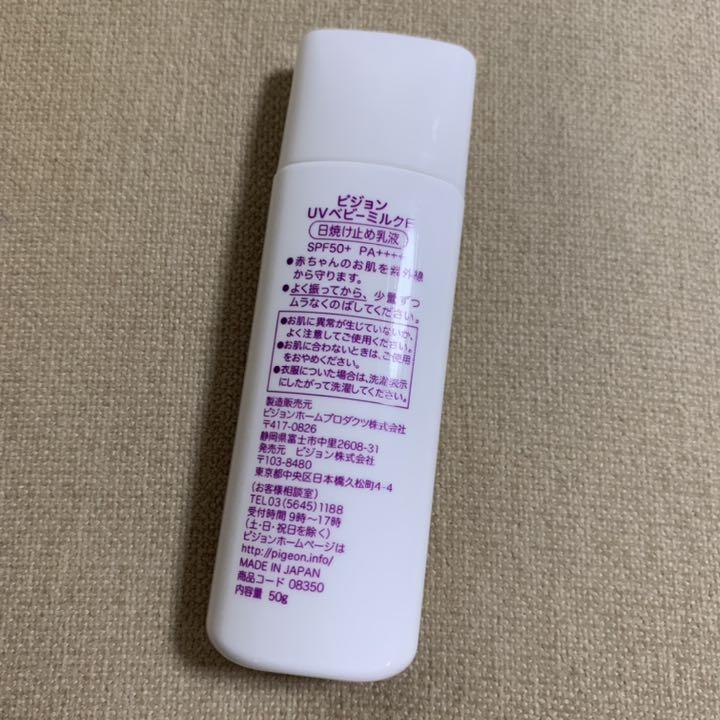 ピジョン
UVベビーミルクF
日焼け止め乳液
SPF50+ PA++++
●赤ちゃんのお肌を紫外線
から守ります。
●よく振ってから、少量ずつ
ムラなくのばしてください。
●お肌に異常が生じていないか、
よく注意してご使用ください。
●お肌に合わないときは、ご使用
をおやめください。
●衣服についた場合は、洗濯表示
にしたがって洗濯してください。
製造販売元
ピジョンホームプロダクツ株式会社
〒417-0826
静岡県富士市中里2608-31
発売元 ピジョン株式会社
〒103-8480
東京都中央区日本橋久松町4-4
(お客様相談室)
TEL03(5645)1188
受付時間 9時〜17時
(土・日・祝日を除く)
ピジョンホームページは
http://pigeon.info/
MADE IN JAPAN
商品コード 08350
内容量 50g